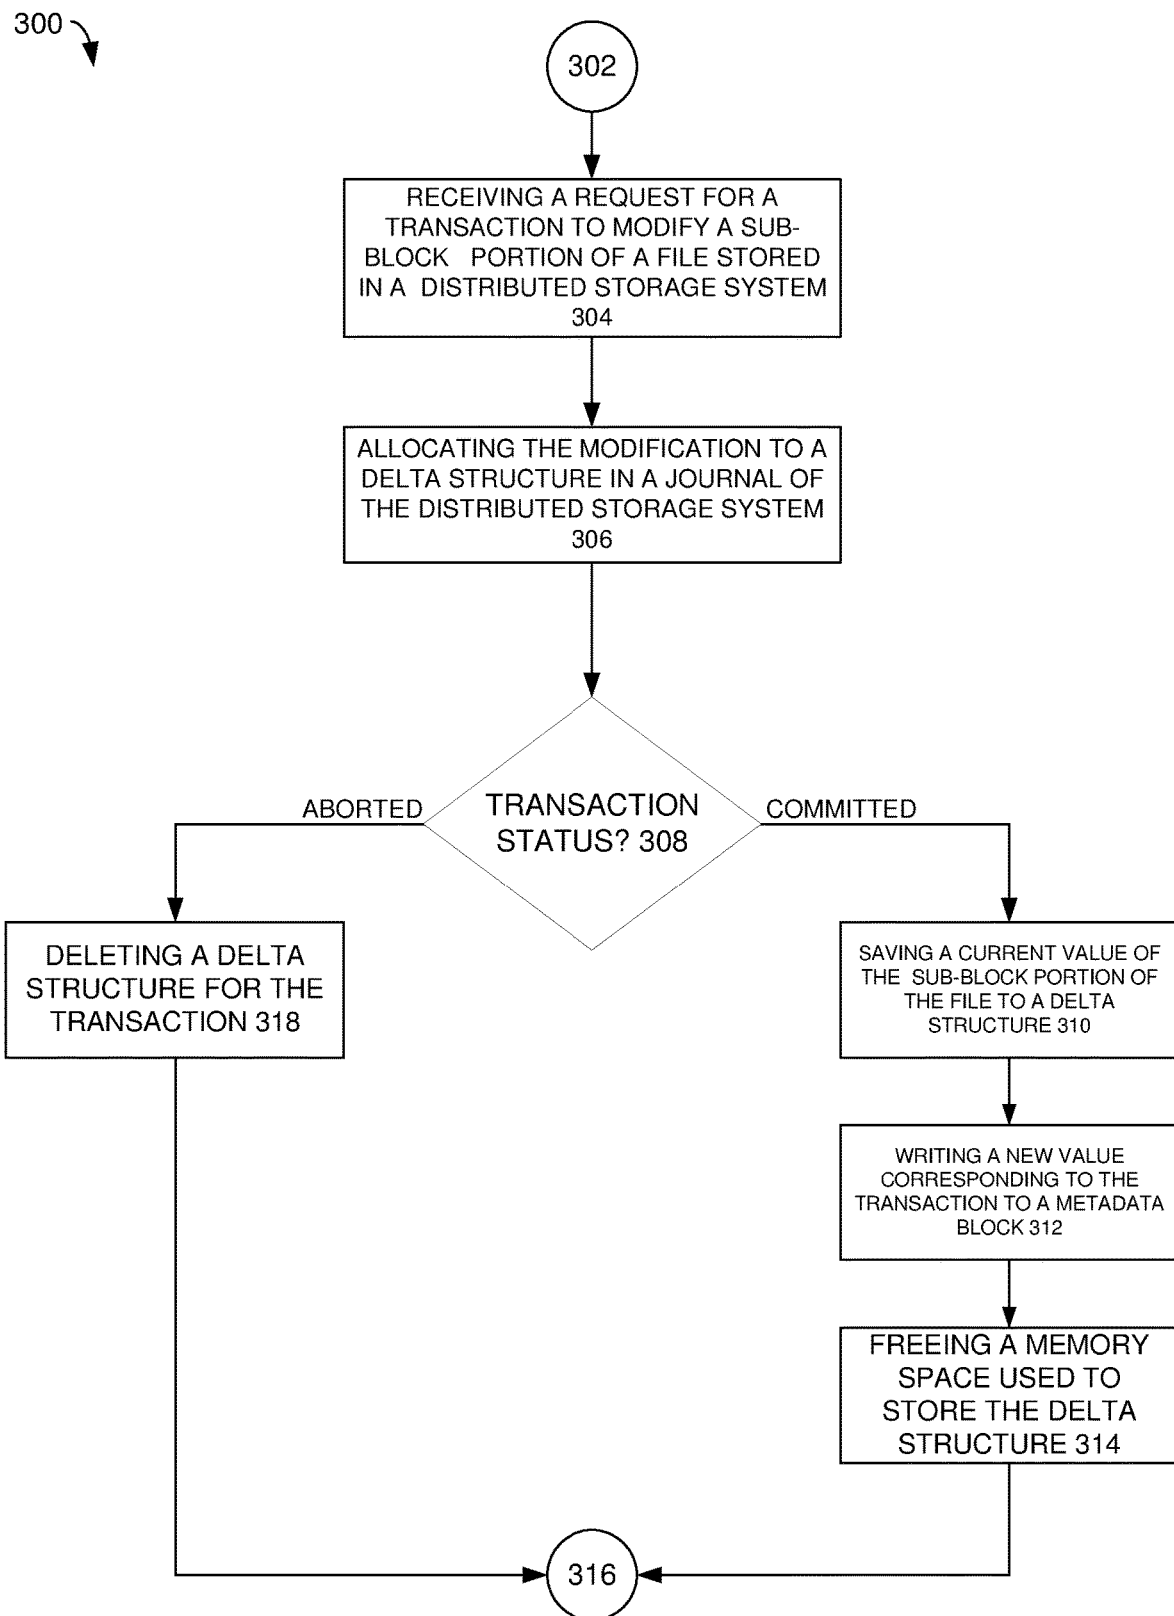 300
302
RECEIVING A REQUEST FOR A
TRANSACTION TO MODIFY A SUB-
BLOCK PORTION OF A FILE STORED
IN A DISTRIBUTED STORAGE SYSTEM
304
ALLOCATING THE MODIFICATION TO A
DELTA STRUCTURE IN A JOURNAL OF
THE DISTRIBUTED STORAGE SYSTEM
306
ABORTED
TRANSACTION
STATUS? 308
COMMITTED
DELETING A DELTA
STRUCTURE FOR THE
TRANSACTION 318
SAVING A CURRENT VALUE OF
THE SUB-BLOCK PORTION OF
THE FILE TO A DELTA
STRUCTURE 310
WRITING A NEW VALUE
CORRESPONDING TO THE
TRANSACTION TO A METADATA
BLOCK 312
FREEING A MEMORY
SPACE USED TO
STORE THE DELTA
STRUCTURE 314
316